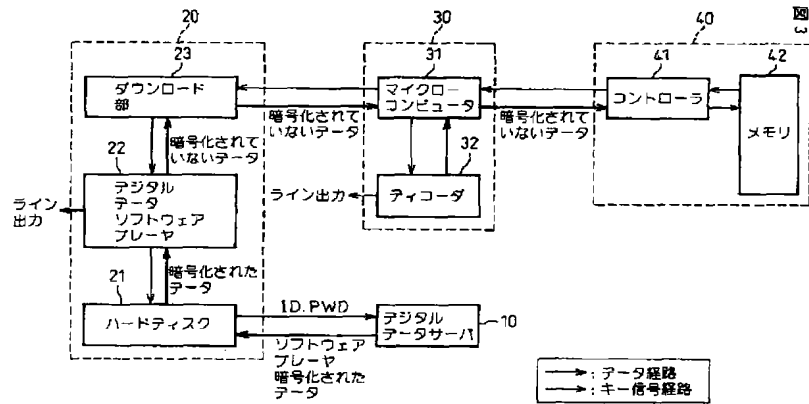 図3
20
23
ダウンロード
部
暗号化されて
いないデータ
22
デジタル
データ
ソフトウェア
プレーヤ
ライン
出力
暗号化された
データ
21
ハードディスク
ID.PWD
ソフトウェア
プレーヤ
暗号化された
データ
デジタル
データサーバ
10
30
31
マイクロー
コンピュータ
暗号化されて
いないデータ
暗号化されて
いないデータ
32
ディコーダ
ライン出力
40
41
コントローラ
42
メモリ
:データ経路
:キー信号経路